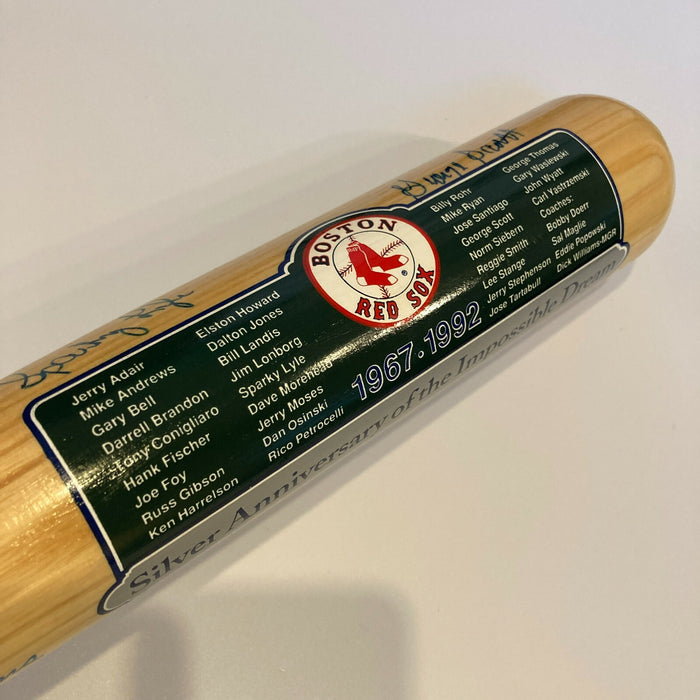 Jerry Adair
Mike Andrews
Gary Bell
Darrell Brandon
Tony Conigliaro
Hank Fischer
Joe Foy
Russ Gibson
Ken Harrelson
Elston Howard
Dalton Jones
Bill Landis
Jim Lonborg
Sparky Lyle
Dave Morehead
Jerry Moses
Dan Osinski
Rico Petrocelli
BOSTON
RED SOX
1967·1992
Billy Rohr
Mike Ryan
Jose Santiago
George Scott
Norm Siebern
Reggie Smith
Lee Stange
Jerry Stephenson
Jose Tartabull
George Thomas
Gary Waslewski
John Wyatt
Carl Yastrzemski
Coaches:
Bobby Doerr
Sal Maglie
Eddie Popowski
Dick Williams-MGR
Silver Anniversary of the Impossible Dream
George Scott